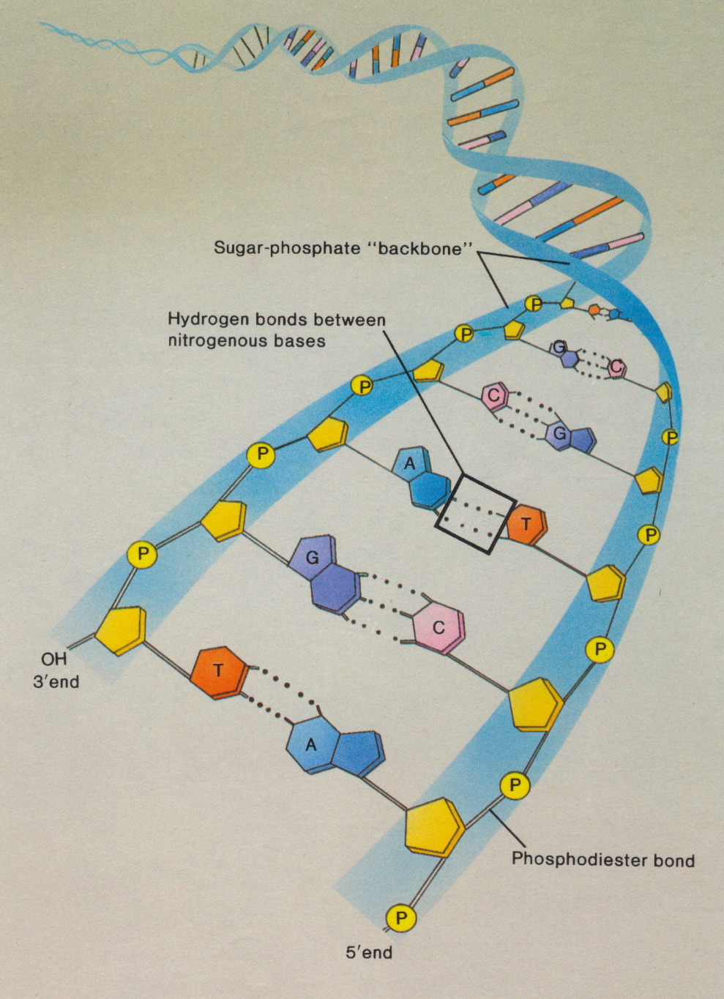 Sugar-phosphate “backbone”
P
Hydrogen bonds between
nitrogenous bases
P
G
C
P
C
G
P
P
A
T
P
P
G
C
P
OH
3′end
T
A
P
Phosphodiester bond
P
5′end